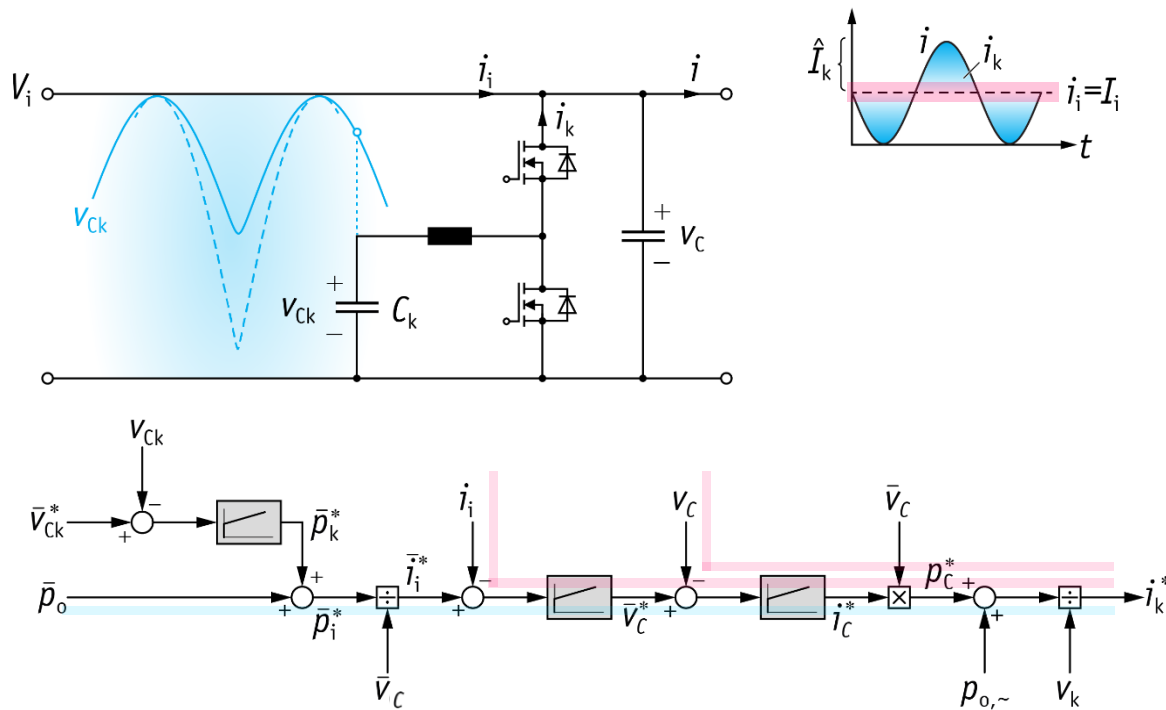 V_i
i_i
i
i_k
v_Ck
+
v_Ck
−
C_k
+
v_C
−
Î_k
i
i_k
i_i=I_i
t
v_Ck
−
v̄*_Ck
+
p̄*_k
i_i
v_C
v̄_C
p̄_o
+
+
p̄*_i
÷
ī*_i
−
+
v̄*_C
−
+
i*_C
×
p*_C
+
+
÷
i*_k
v̄_C
p_o,~
v_k